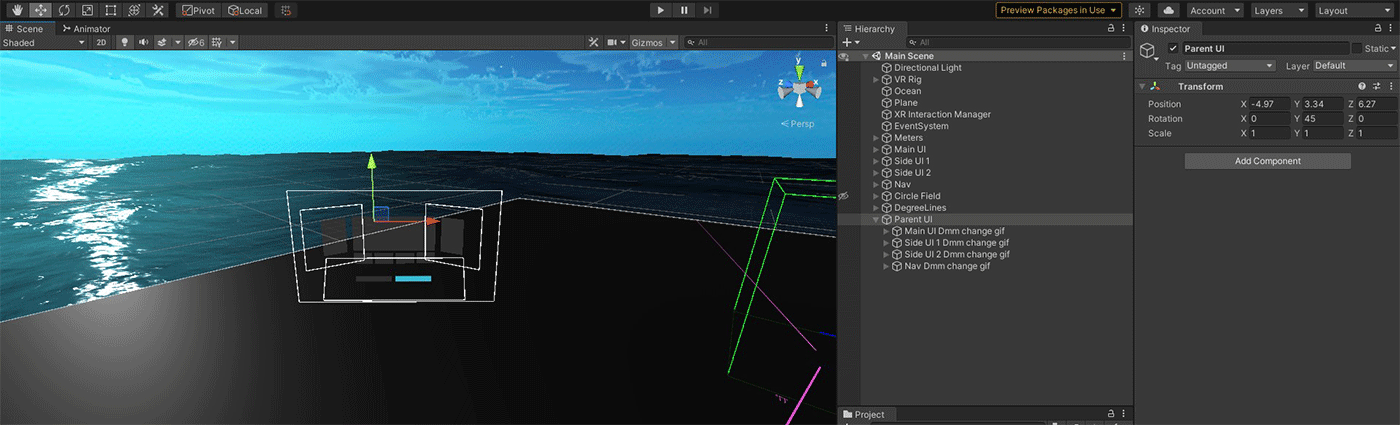 Pivot Local Preview Packages in Use Account Layers Layout
Scene Animator
Shaded 2D 6 Gizmos All
y
z x
Persp
Hierarchy
All
Main Scene
Directional Light
VR Rig
Ocean
Plane
XR Interaction Manager
EventSystem
Meters
Main UI
Side UI 1
Side UI 2
Nav
Circle Field
DegreeLines
Parent UI
Main UI Dmm change gif
Side UI 1 Dmm change gif
Side UI 2 Dmm change gif
Nav Dmm change gif
Project
Inspector
Parent UI Static
Tag Untagged Layer Default
Transform
Position X -4.97 Y 3.34 Z 6.27
Rotation X 0 Y 45 Z 0
Scale X 1 Y 1 Z 1
Add Component